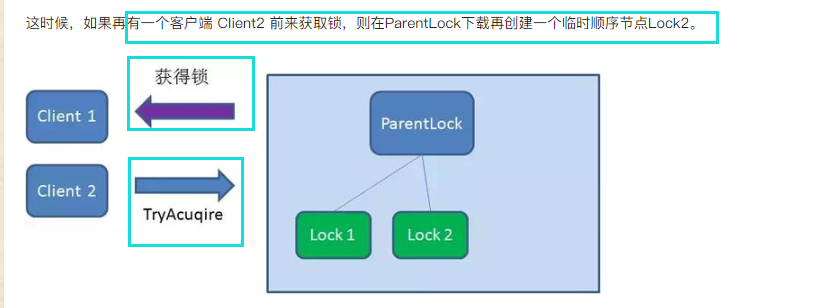 这时候，如果再有一个客户端 Client2 前来获取锁，则在ParentLock下载再创建一个临时顺序节点Lock2。
获得锁
Client 1
ParentLock
Client 2
TryAcuqire
Lock 1
Lock 2